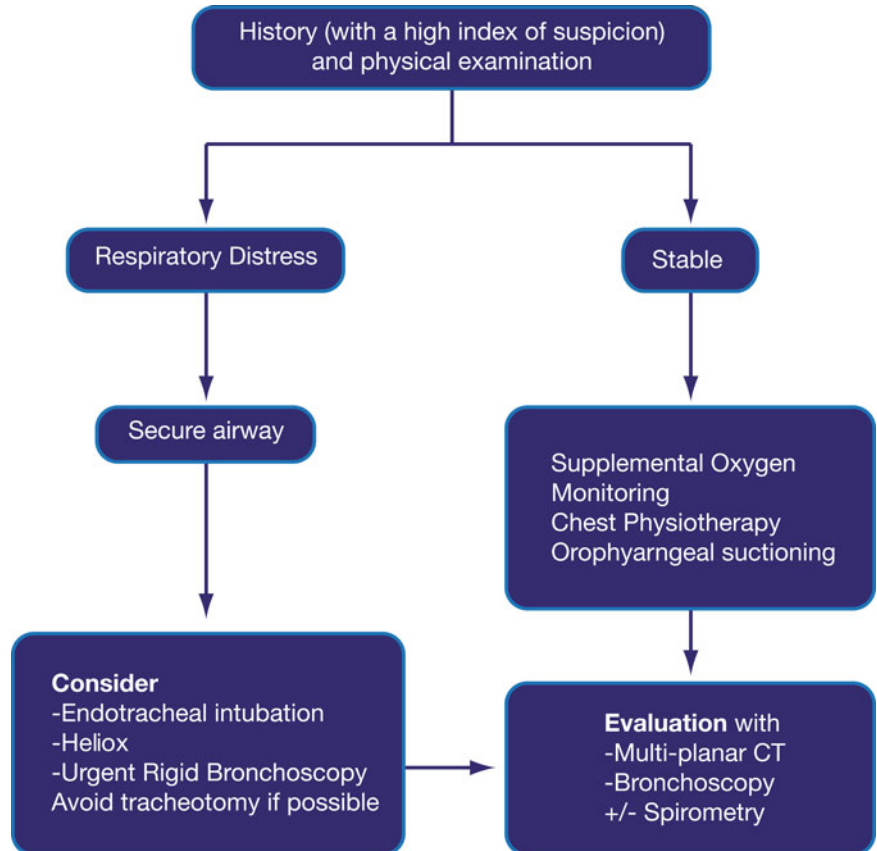 History (with a high index of suspicion)
and physical examination
Respiratory Distress
Stable
Secure airway
Supplemental Oxygen
Monitoring
Chest Physiotherapy
Orophyarngeal suctioning
Consider
-Endotracheal intubation
-Heliox
-Urgent Rigid Bronchoscopy
Avoid tracheotomy if possible
Evaluation with
-Multi-planar CT
-Bronchoscopy
+/- Spirometry